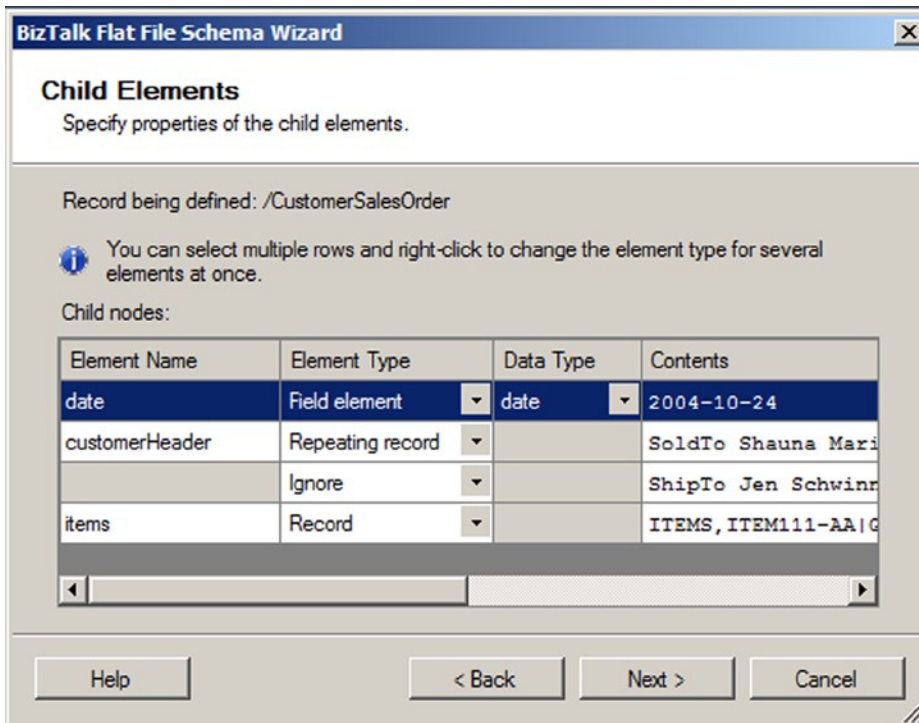 BizTalk Flat File Schema Wizard
Child Elements
Specify properties of the child elements.
Record being defined: /CustomerSalesOrder
You can select multiple rows and right-click to change the element type for several
elements at once.
Child nodes:
Element Name Element Type Data Type Contents
date Field element date 2004-10-24
customerHeader Repeating record SoldTo Shauna Mari
Ignore ShipTo Jen Schwinn
items Record ITEMS,ITEM111-AA|
Help < Back Next > Cancel